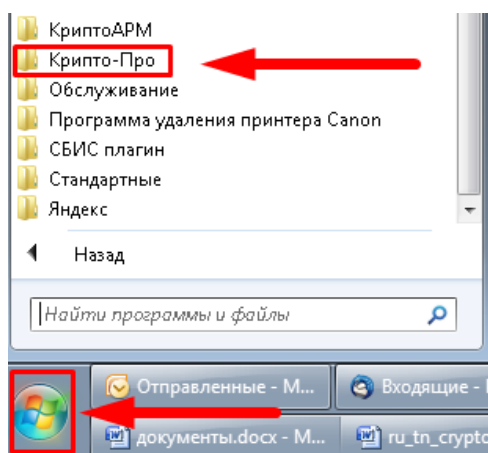 КриптоАРМ
Крипто-Про
Обслуживание
Программа удаления принтера Canon
СБИС плагин
Стандартные
Яндекс
Назад
Найти программы и файлы
Отправленные - M...
Входящие -
документы.docx - M...
ru_tn_crypto